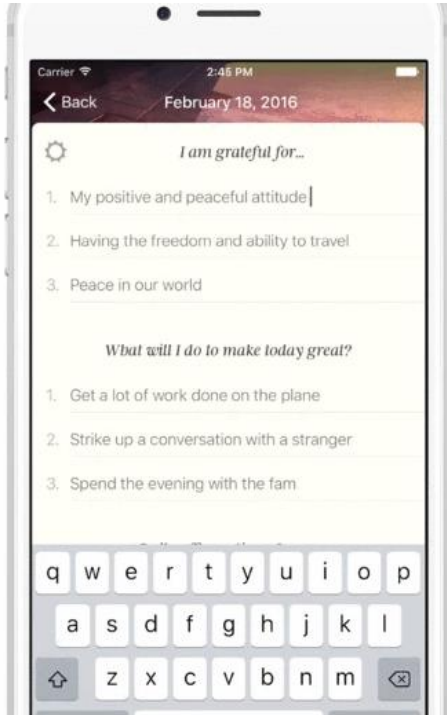 Carrier 2:45 PM
Back February 18, 2016
I am grateful for...
1. My positive and peaceful attitude
2. Having the freedom and ability to travel
3. Peace in our world
What will I do to make today great?
1. Get a lot of work done on the plane
2. Strike up a conversation with a stranger
3. Spend the evening with the fam
q w e r t y u i o p
a s d f g h j k l
z x c v b n m